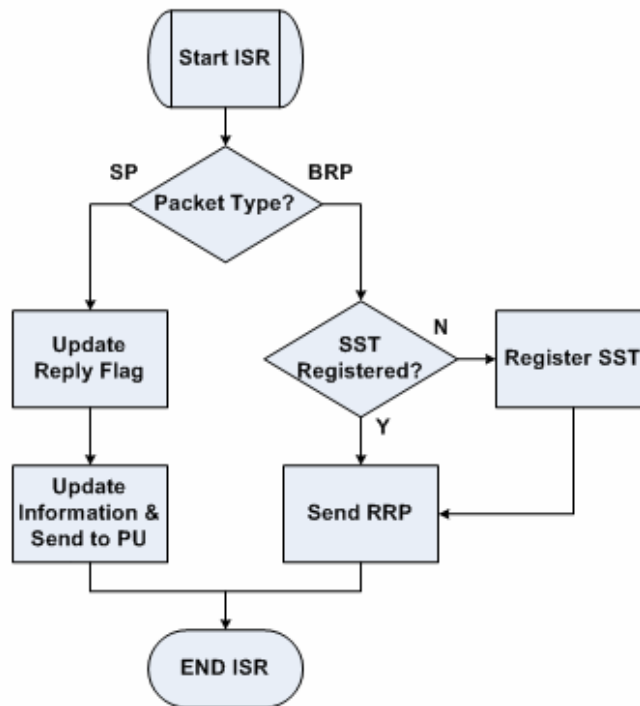 Start ISR
SP
BRP
Packet Type?
Update
Reply Flag
SST
Registered?
N
Register SST
Y
Update
Information &
Send to PU
Send RRP
END ISR